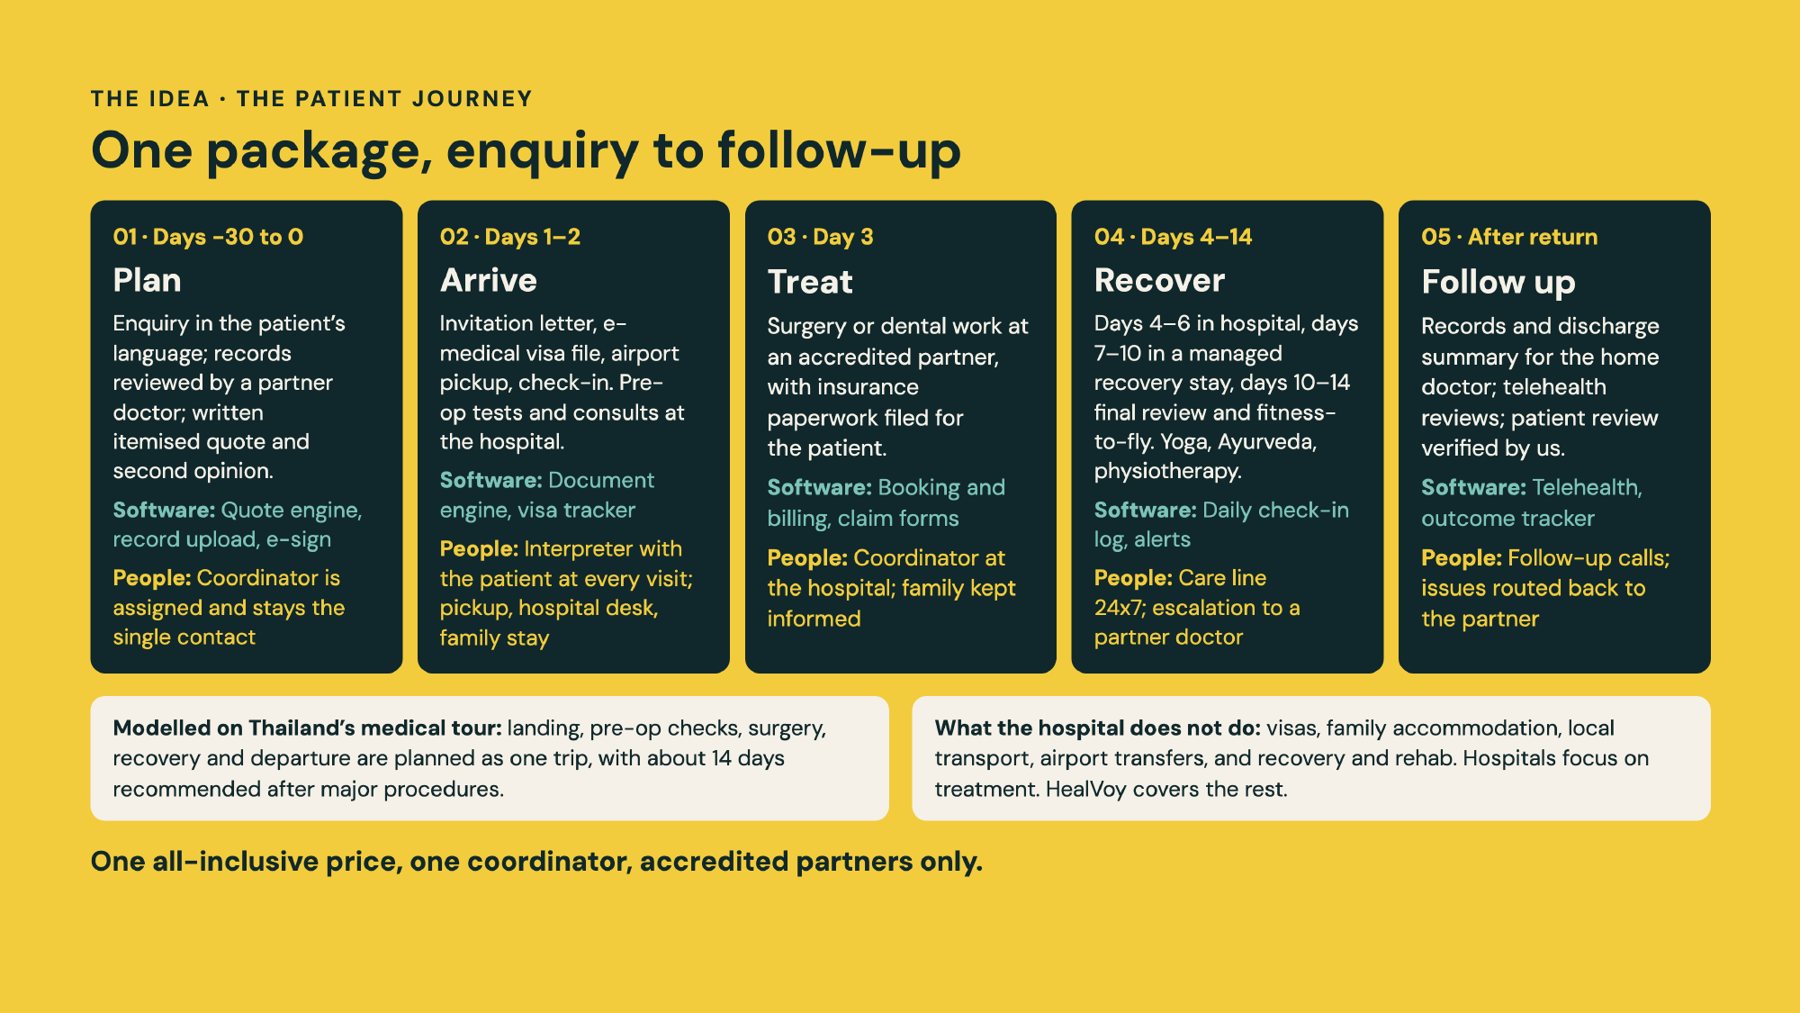 THE IDEA · THE PATIENT JOURNEY
One package, enquiry to follow-up
01 · Days -30 to 0
Plan
Enquiry in the patient’s
language; records
reviewed by a partner
doctor; written
itemised quote and
second opinion.
Software: Quote engine,
record upload, e-sign
People: Coordinator is
assigned and stays the
single contact
02 · Days 1–2
Arrive
Invitation letter, e-
medical visa file, airport
pickup, check-in. Pre-
op tests and consults at
the hospital.
Software: Document
engine, visa tracker
People: Interpreter with
the patient at every visit;
pickup, hospital desk,
family stay
03 · Day 3
Treat
Surgery or dental work at
an accredited partner,
with insurance
paperwork filed for
the patient.
Software: Booking and
billing, claim forms
People: Coordinator at
the hospital; family kept
informed
04 · Days 4–14
Recover
Days 4–6 in hospital, days
7–10 in a managed
recovery stay, days 10–14
final review and fitness-
to-fly. Yoga, Ayurveda,
physiotherapy.
Software: Daily check-in
log, alerts
People: Care line
24x7; escalation to a
partner doctor
05 · After return
Follow up
Records and discharge
summary for the home
doctor; telehealth
reviews; patient review
verified by us.
Software: Telehealth,
outcome tracker
People: Follow-up calls;
issues routed back to
the partner
Modelled on Thailand’s medical tour: landing, pre-op checks, surgery,
recovery and departure are planned as one trip, with about 14 days
recommended after major procedures.
What the hospital does not do: visas, family accommodation, local
transport, airport transfers, and recovery and rehab. Hospitals focus on
treatment. HealVoy covers the rest.
One all-inclusive price, one coordinator, accredited partners only.